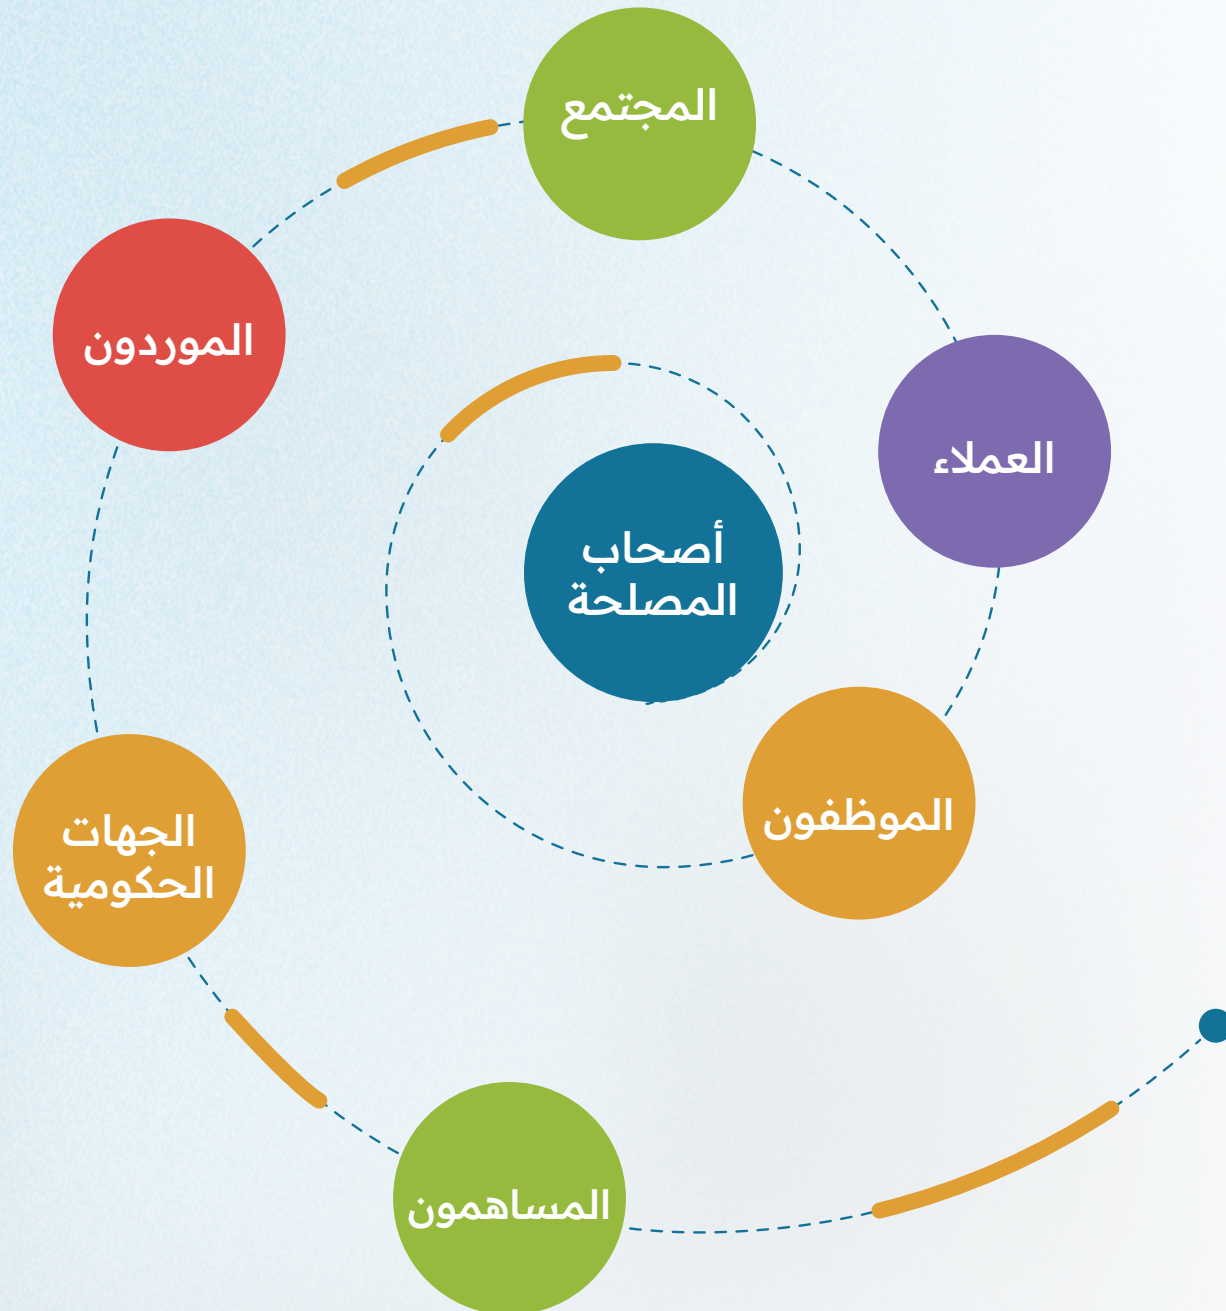 المجتمع
الموردون
العملاء
أصحاب
المصلحة
الموظفون
الجهات
الحكومية
المساهمون